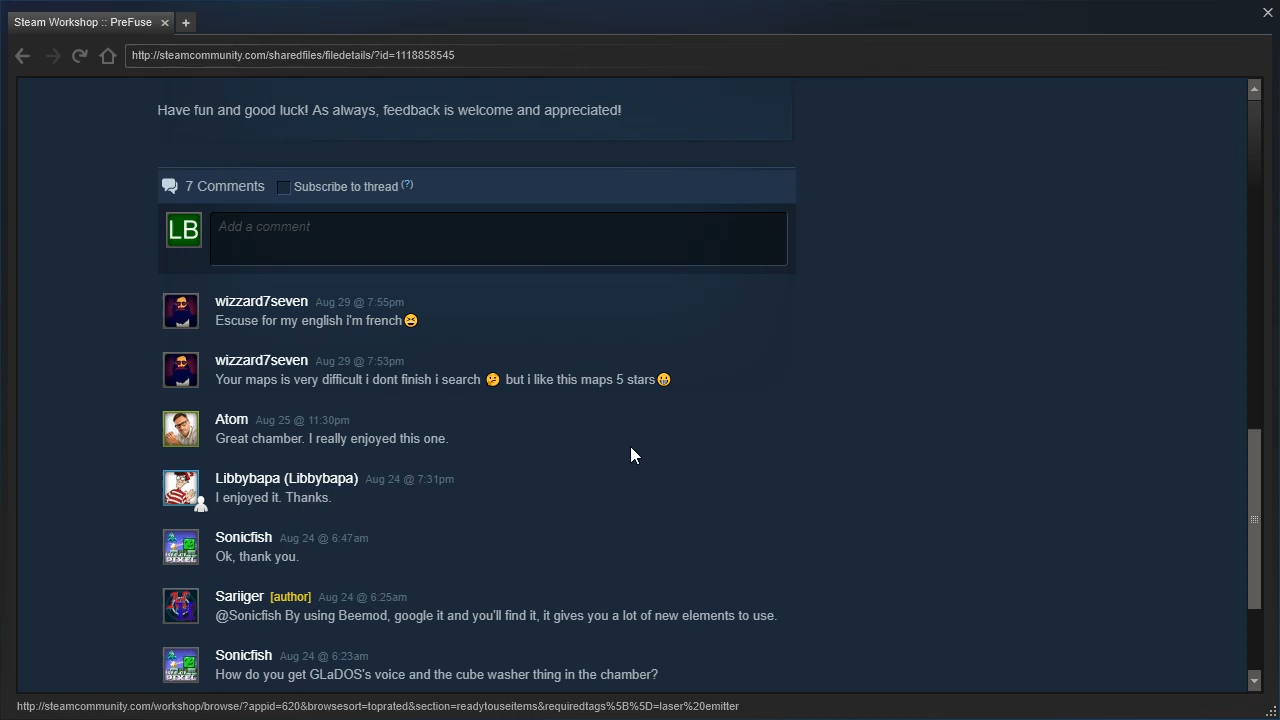 Steam Workshop :: PreFuse
http://steamcommunity.com/sharedfiles/filedetails/?id=1118858545
Have fun and good luck! As always, feedback is welcome and appreciated!
7 Comments Subscribe to thread (?)
LB Add a comment
wizzard7seven Aug 29 @ 7:55pm
Escuse for my english i'm french😆
wizzard7seven Aug 29 @ 7:53pm
Your maps is very difficult i dont finish i search 🤔 but i like this maps 5 stars😀
Atom Aug 25 @ 11:30pm
Great chamber. I really enjoyed this one.
Libbybapa (Libbybapa) Aug 24 @ 7:31pm
I enjoyed it. Thanks.
Sonicfish Aug 24 @ 6:47am
Ok, thank you.
Sariiger [author] Aug 24 @ 6:25am
@Sonicfish By using Beemod, google it and you'll find it, it gives you a lot of new elements to use.
Sonicfish Aug 24 @ 6:23am
How do you get GLaDOS's voice and the cube washer thing in the chamber?
http://steamcommunity.com/workshop/browse/?appid=620&browsesort=toprated&section=readytouseitems&requiredtags%5B%5D=laser%20emitter